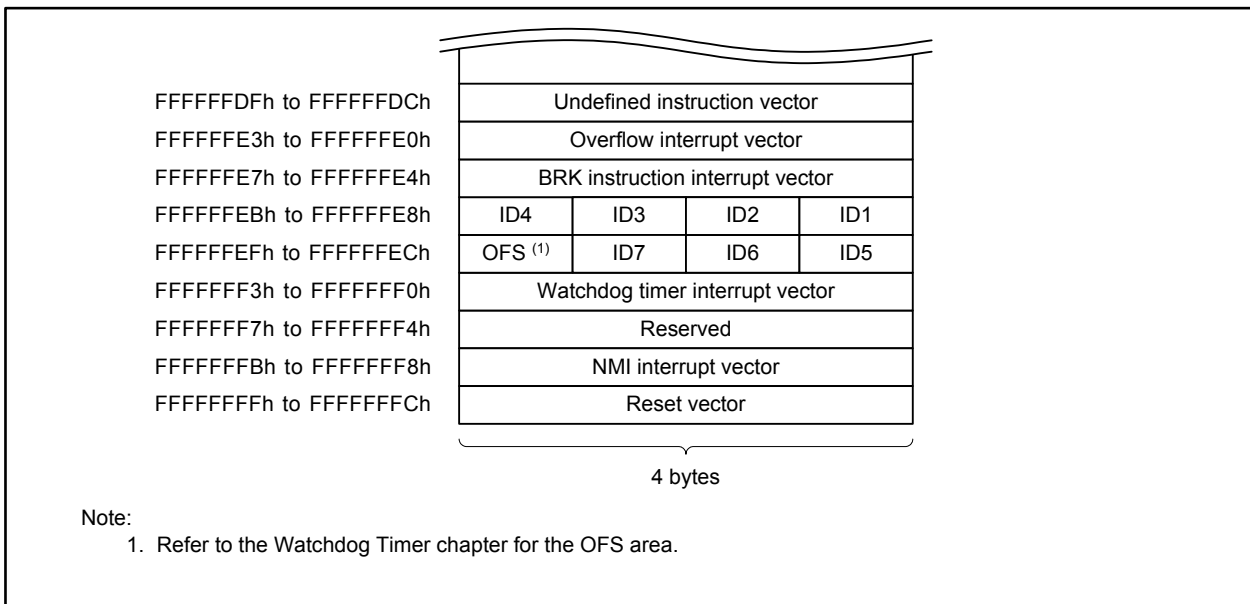 FFFFFFDFh to FFFFFFDCh Undefined instruction vector
FFFFFFE3h to FFFFFFE0h Overflow interrupt vector
FFFFFFE7h to FFFFFFE4h BRK instruction interrupt vector
FFFFFFEBh to FFFFFFE8h ID4 ID3 ID2 ID1
FFFFFFEFh to FFFFFFECh OFS (1) ID7 ID6 ID5
FFFFFFF3h to FFFFFFF0h Watchdog timer interrupt vector
FFFFFFF7h to FFFFFFF4h Reserved
FFFFFFFBh to FFFFFFF8h NMI interrupt vector
FFFFFFFFh to FFFFFFFCh Reset vector
4 bytes
Note:
1. Refer to the Watchdog Timer chapter for the OFS area.